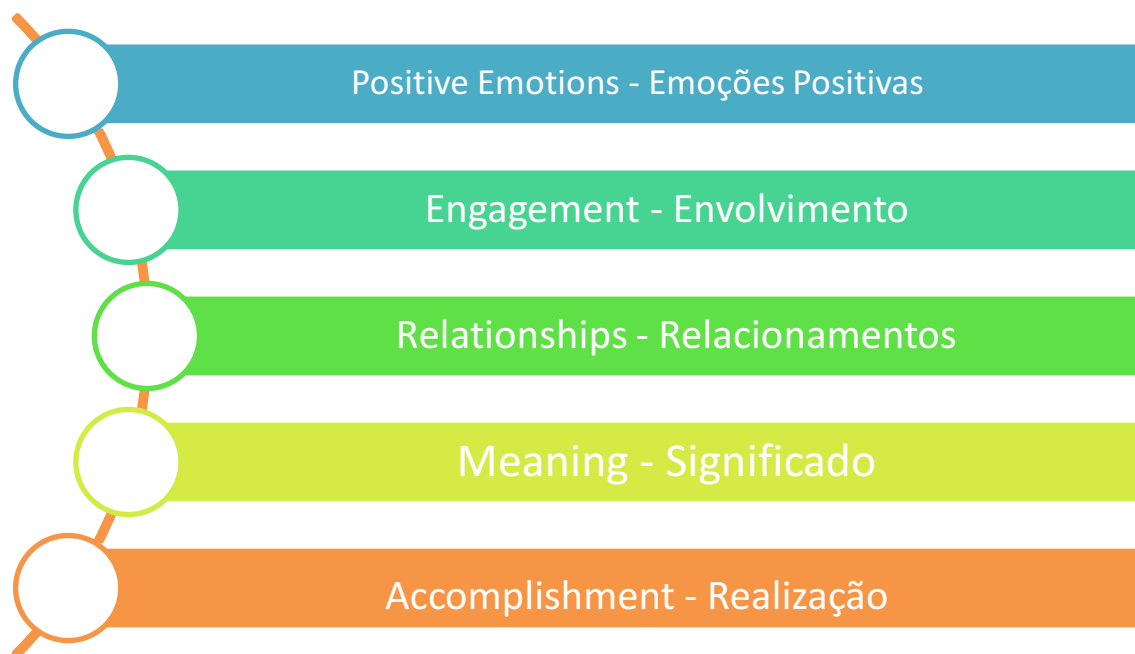 Positive Emotions - Emoções Positivas
Engagement - Envolvimento
Relationships - Relacionamentos
Meaning - Significado
Accomplishment - Realização